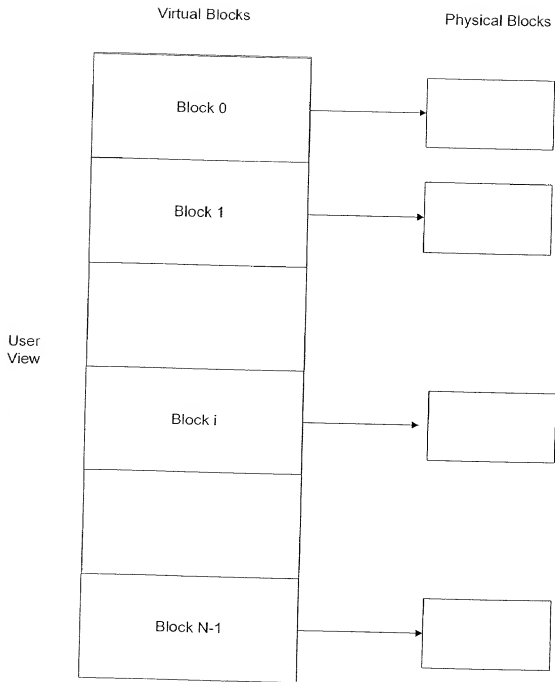 Virtual Blocks
Physical Blocks
Block 0
Block 1
User
View
Block i
Block N-1